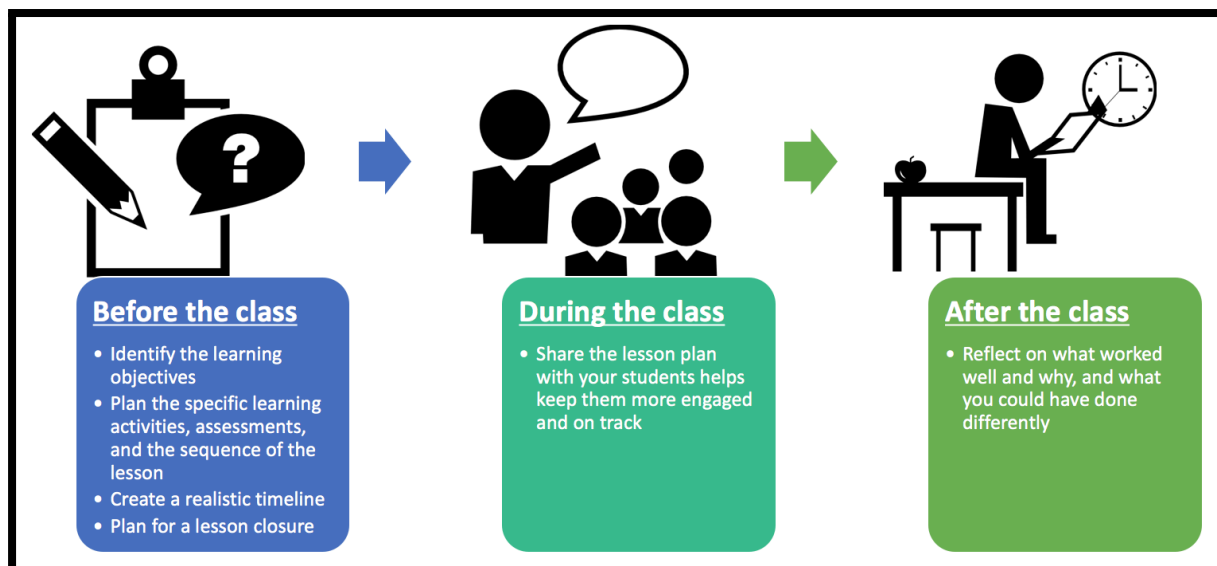 ?
Before the class
• Identify the learning
objectives
• Plan the specific learning
activities, assessments,
and the sequence of the
lesson
• Create a realistic timeline
• Plan for a lesson closure
During the class
• Share the lesson plan
with your students helps
keep them more engaged
and on track
After the class
• Reflect on what worked
well and why, and what
you could have done
differently